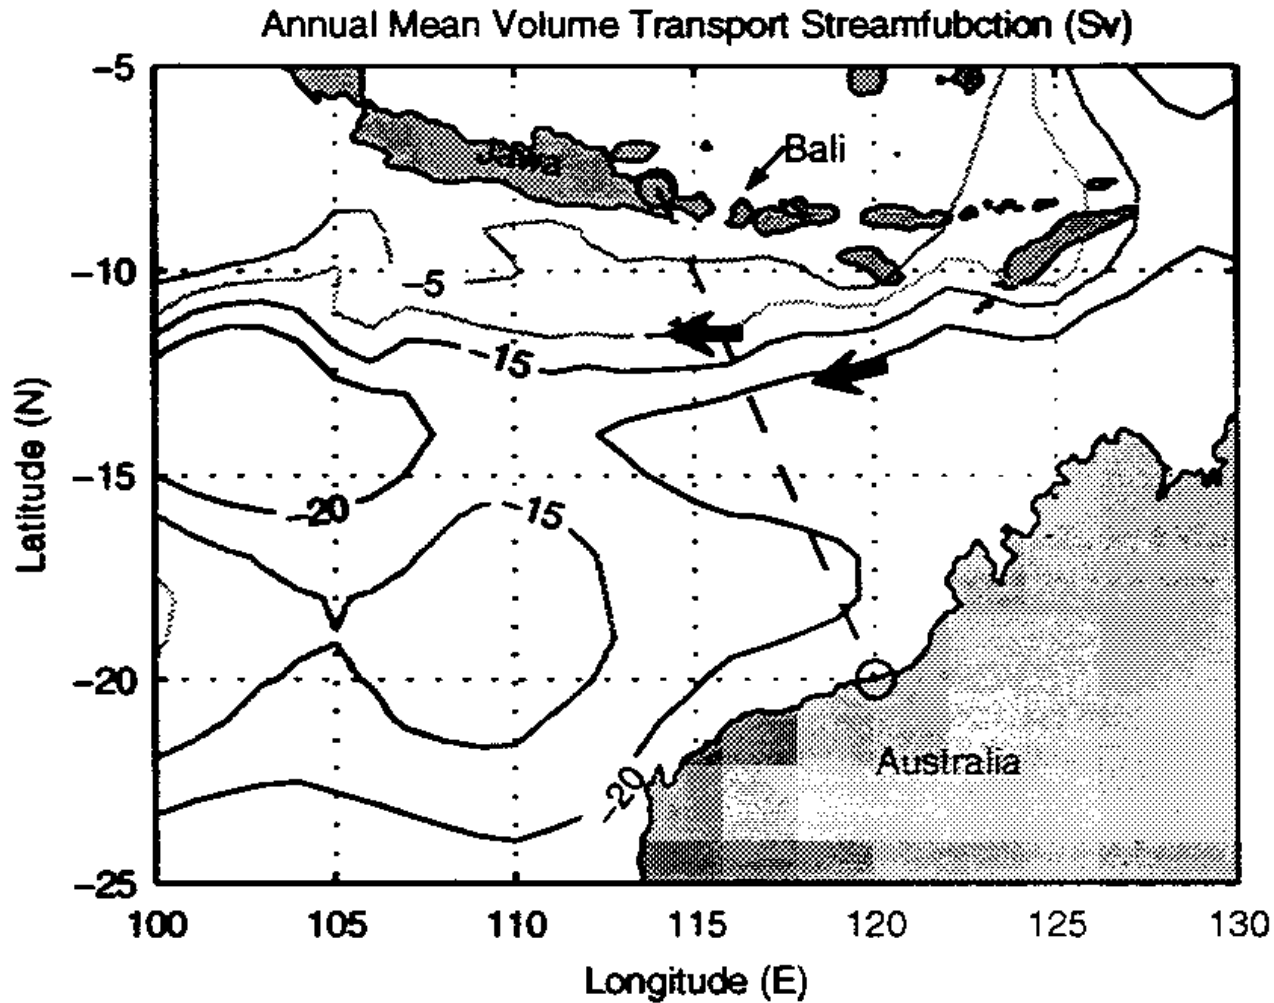 Annual Mean Volume Transport Streamfubction (Sv)
-5
Bali
Jawa
-10
-5
-15
Latitude (N)
-15
-20
-15
-20
Australia
-20
-25
100 105 110 115 120 125 130
Longitude (E)